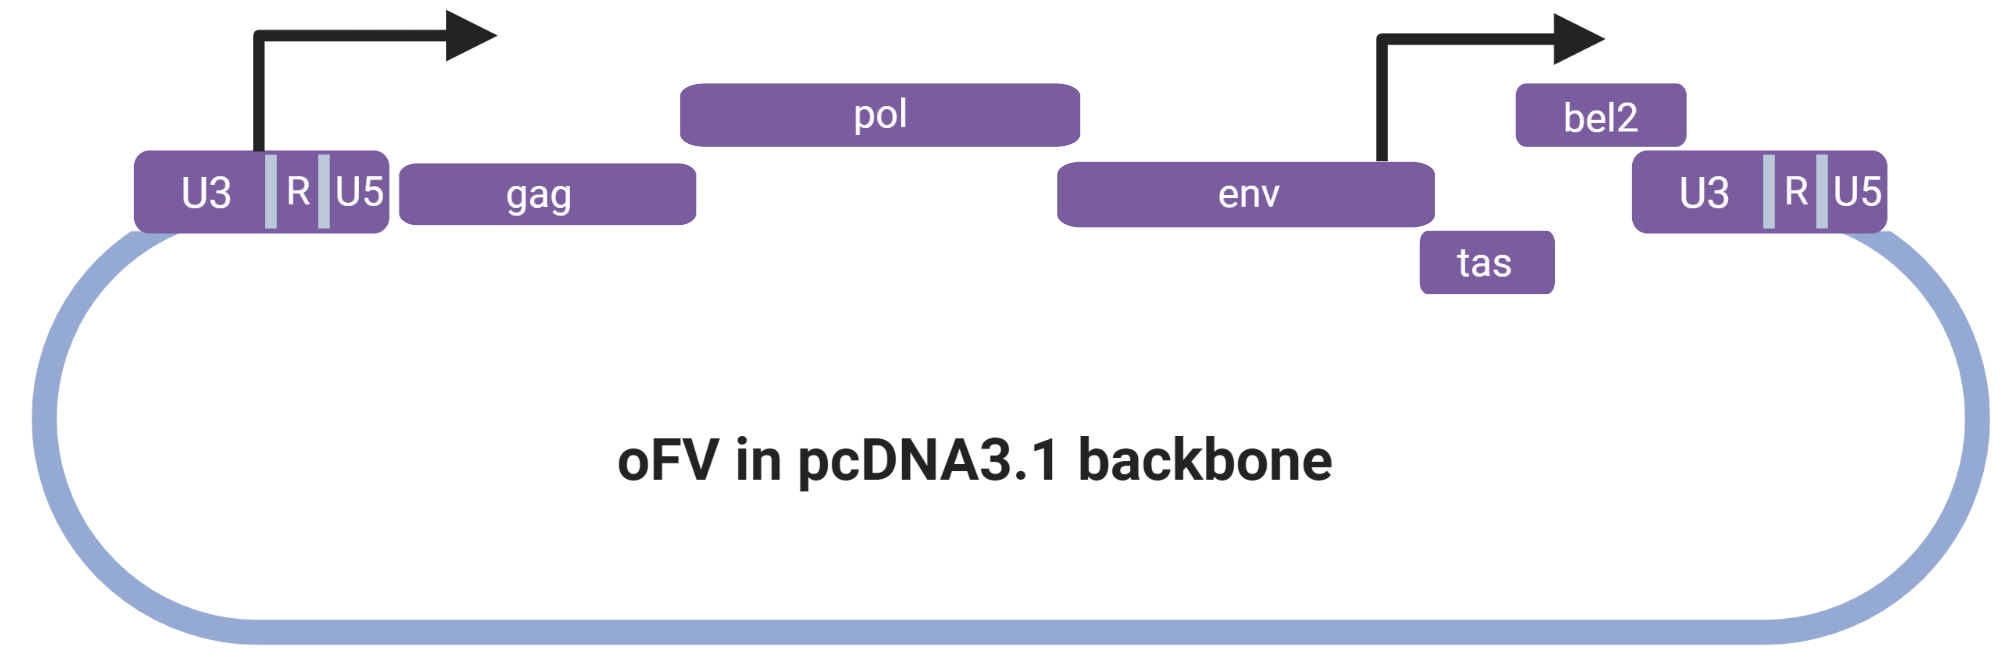 pol
bel2
U3 R U5
gag
env
U3 R U5
tas
oFV in pcDNA3.1 backbone